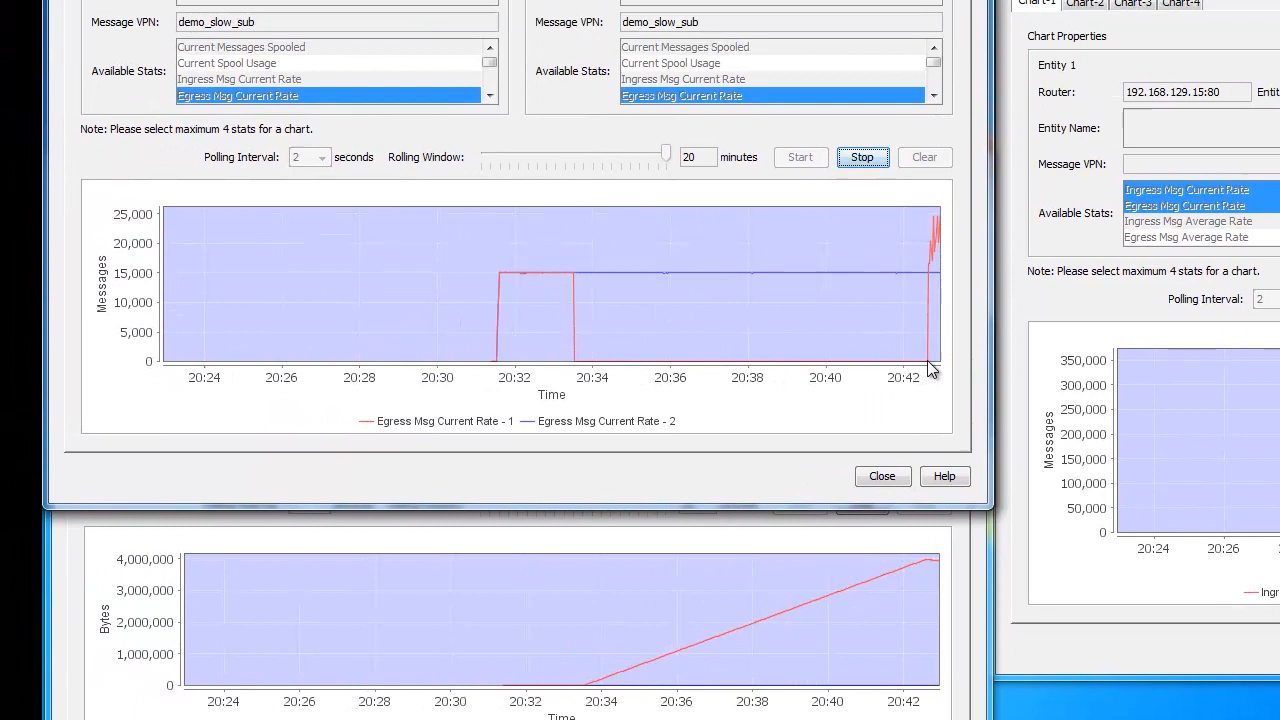 Message VPN: demo_slow_sub
Available Stats:
Current Messages Spooled
Current Spool Usage
Ingress Msg Current Rate
Egress Msg Current Rate
Message VPN: demo_slow_sub
Available Stats:
Current Messages Spooled
Current Spool Usage
Ingress Msg Current Rate
Egress Msg Current Rate
Note: Please select maximum 4 stats for a chart.
Polling Interval: 2 seconds Rolling Window: 20 minutes Start Stop Clear
25,000
20,000
15,000
10,000
5,000
0
Messages
20:24 20:26 20:28 20:30 20:32 20:34 20:36 20:38 20:40 20:42
Time
Egress Msg Current Rate - 1 Egress Msg Current Rate - 2
Close Help
4,000,000
3,000,000
2,000,000
1,000,000
0
Bytes
20:24 20:26 20:28 20:30 20:32 20:34 20:36 20:38 20:40 20:42
Time
Chart-1 Chart-2 Chart-3 Chart-4
Chart Properties
Entity 1
Router: 192.168.129.15:80 Entit
Entity Name:
Message VPN:
Available Stats:
Ingress Msg Current Rate
Egress Msg Current Rate
Ingress Msg Average Rate
Egress Msg Average Rate
Note: Please select maximum 4 stats for a chart.
Polling Interval: 2
350,000
300,000
250,000
200,000
150,000
100,000
50,000
0
Messages
20:24 20:26 2
Ingr